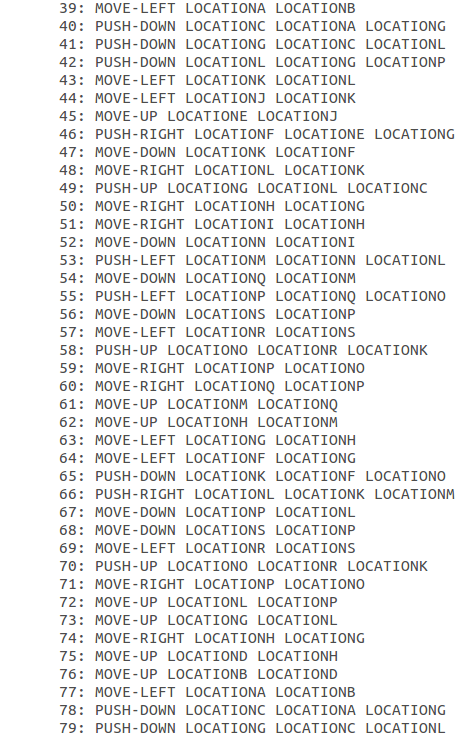 39: MOVE-LEFT LOCATIONA LOCATIONB
40: PUSH-DOWN LOCATIONC LOCATIONA LOCATIONG
41: PUSH-DOWN LOCATIONG LOCATIONC LOCATIONL
42: PUSH-DOWN LOCATIONL LOCATIONG LOCATIONP
43: MOVE-LEFT LOCATIONK LOCATIONL
44: MOVE-LEFT LOCATIONJ LOCATIONK
45: MOVE-UP LOCATIONE LOCATIONJ
46: PUSH-RIGHT LOCATIONF LOCATIONE LOCATIONG
47: MOVE-DOWN LOCATIONK LOCATIONF
48: MOVE-RIGHT LOCATIONL LOCATIONK
49: PUSH-UP LOCATIONG LOCATIONL LOCATIONC
50: MOVE-RIGHT LOCATIONH LOCATIONG
51: MOVE-RIGHT LOCATIONI LOCATIONH
52: MOVE-DOWN LOCATIONN LOCATIONI
53: PUSH-LEFT LOCATIONM LOCATIONN LOCATIONL
54: MOVE-DOWN LOCATIONQ LOCATIONM
55: PUSH-LEFT LOCATIONP LOCATIONQ LOCATIONO
56: MOVE-DOWN LOCATIONS LOCATIONP
57: MOVE-LEFT LOCATIONR LOCATIONS
58: PUSH-UP LOCATIONO LOCATIONR LOCATIONK
59: MOVE-RIGHT LOCATIONP LOCATIONO
60: MOVE-RIGHT LOCATIONQ LOCATIONP
61: MOVE-UP LOCATIONM LOCATIONQ
62: MOVE-UP LOCATIONH LOCATIONM
63: MOVE-LEFT LOCATIONG LOCATIONH
64: MOVE-LEFT LOCATIONF LOCATIONG
65: PUSH-DOWN LOCATIONK LOCATIONF LOCATIONO
66: PUSH-RIGHT LOCATIONL LOCATIONK LOCATIONM
67: MOVE-DOWN LOCATIONP LOCATIONL
68: MOVE-DOWN LOCATIONS LOCATIONP
69: MOVE-LEFT LOCATIONR LOCATIONS
70: PUSH-UP LOCATIONO LOCATIONR LOCATIONK
71: MOVE-RIGHT LOCATIONP LOCATIONO
72: MOVE-UP LOCATIONL LOCATIONP
73: MOVE-UP LOCATIONG LOCATIONL
74: MOVE-RIGHT LOCATIONH LOCATIONG
75: MOVE-UP LOCATIOND LOCATIONH
76: MOVE-UP LOCATIONB LOCATIOND
77: MOVE-LEFT LOCATIONA LOCATIONB
78: PUSH-DOWN LOCATIONC LOCATIONA LOCATIONG
79: PUSH-DOWN LOCATIONG LOCATIONC LOCATIONL